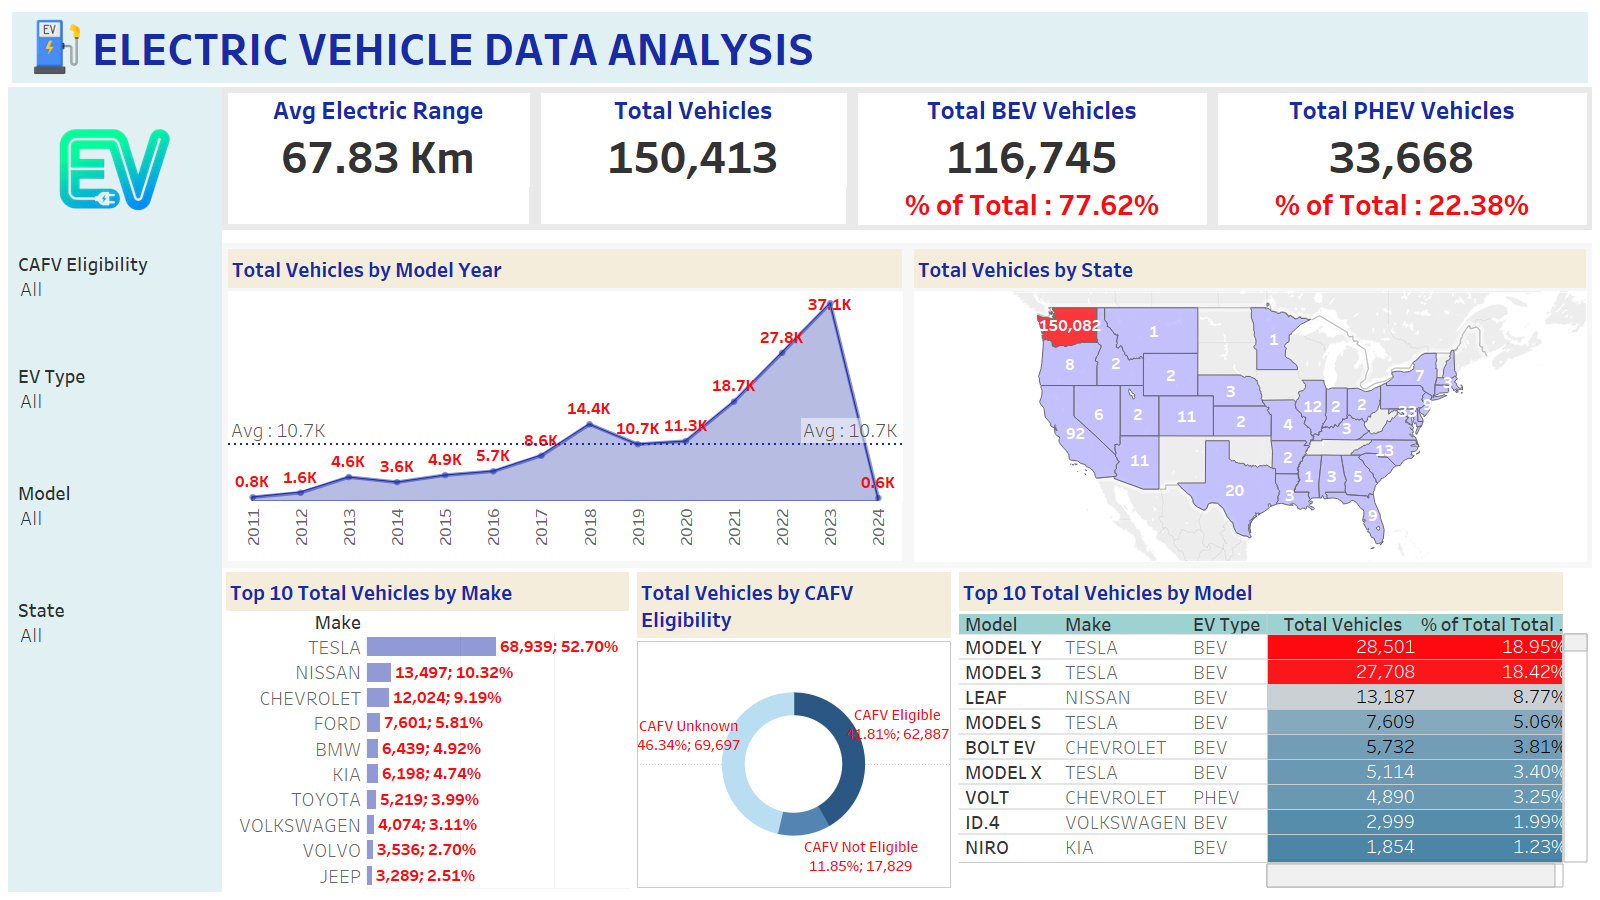 EV
ELECTRIC VEHICLE DATA ANALYSIS
EV
CAFV Eligibility
All
EV Type
All
Model
All
State
All
Avg Electric Range
67.83 Km
Total Vehicles
150,413
Total BEV Vehicles
116,745
% of Total : 77.62%
Total PHEV Vehicles
33,668
% of Total : 22.38%
Total Vehicles by Model Year
37.1K
27.8K
18.7K
14.4K
10.7K
11.3K
8.6K
Avg : 10.7K
Avg : 10.7K
0.8K
1.6K
4.6K
3.6K
4.9K
5.7K
0.6K
2011
2012
2013
2014
2015
2016
2017
2018
2019
2020
2021
2022
2023
2024
Total Vehicles by State
150,082
1
1
8
2
2
7
3
3
6
2
11
2
12
2
2
33
9
92
4
3
13
11
2
20
3
1
3
5
9
Top 10 Total Vehicles by Make
Make
TESLA 68,939; 52.70%
NISSAN 13,497; 10.32%
CHEVROLET 12,024; 9.19%
FORD 7,601; 5.81%
BMW 6,439; 4.92%
KIA 6,198; 4.74%
TOYOTA 5,219; 3.99%
VOLKSWAGEN 4,074; 3.11%
VOLVO 3,536; 2.70%
JEEP 3,289; 2.51%
Total Vehicles by CAFV
Eligibility
CAFV Unknown
46.34%; 69,697
CAFV Eligible
41.81%; 62,887
CAFV Not Eligible
11.85%; 17,829
Top 10 Total Vehicles by Model
Model Make EV Type Total Vehicles % of Total Total .
MODEL Y TESLA BEV 28,501 18.95%
MODEL 3 TESLA BEV 27,708 18.42%
LEAF NISSAN BEV 13,187 8.77%
MODEL S TESLA BEV 7,609 5.06%
BOLT EV CHEVROLET BEV 5,732 3.81%
MODEL X TESLA BEV 5,114 3.40%
VOLT CHEVROLET PHEV 4,890 3.25%
ID.4 VOLKSWAGEN BEV 2,999 1.99%
NIRO KIA BEV 1,854 1.23%